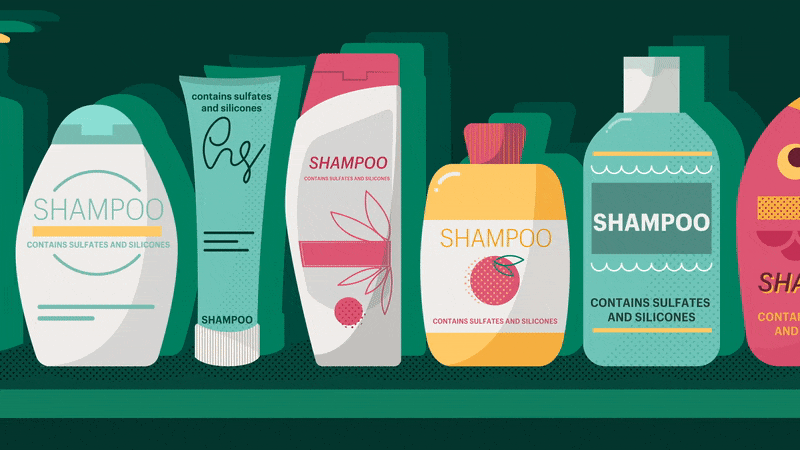 SHAMPOO
CONTAINS SULFATES AND SILICONES
contains sulfates
and silicones
SHAMPOO
SHAMPOO
CONTAINS SULFATES AND SILICONES
SHAMPOO
CONTAINS SULFATES AND SILICONES
SHAMPOO
CONTAINS SULFATES
AND SILICONES